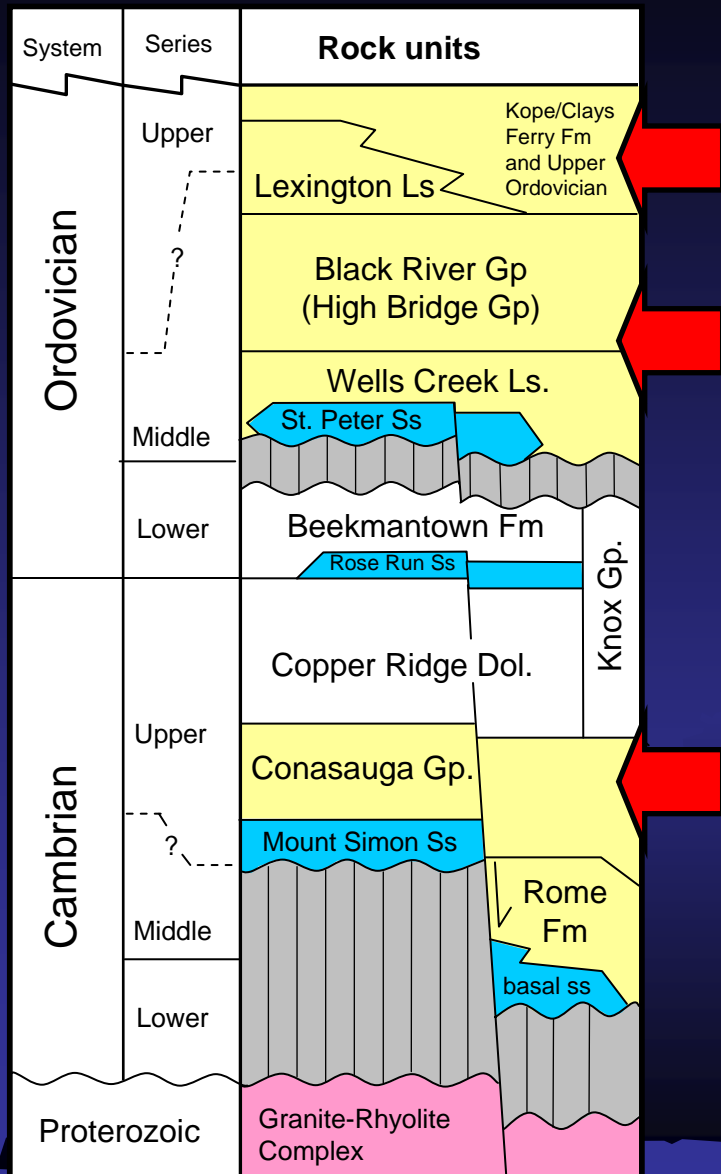 System
Series
Rock units
Ordovician
Upper
?
Middle
Lower
Kope/Clays
Ferry Fm
and Upper
Ordovician
Lexington Ls
Black River Gp
(High Bridge Gp)
Wells Creek Ls.
St. Peter Ss
Beekmantown Fm
Rose Run Ss
Knox Gp.
Cambrian
Upper
?
Middle
Lower
Copper Ridge Dol.
Conasauga Gp.
Mount Simon Ss
Rome
Fm
basal ss
Proterozoic
Granite-Rhyolite
Complex